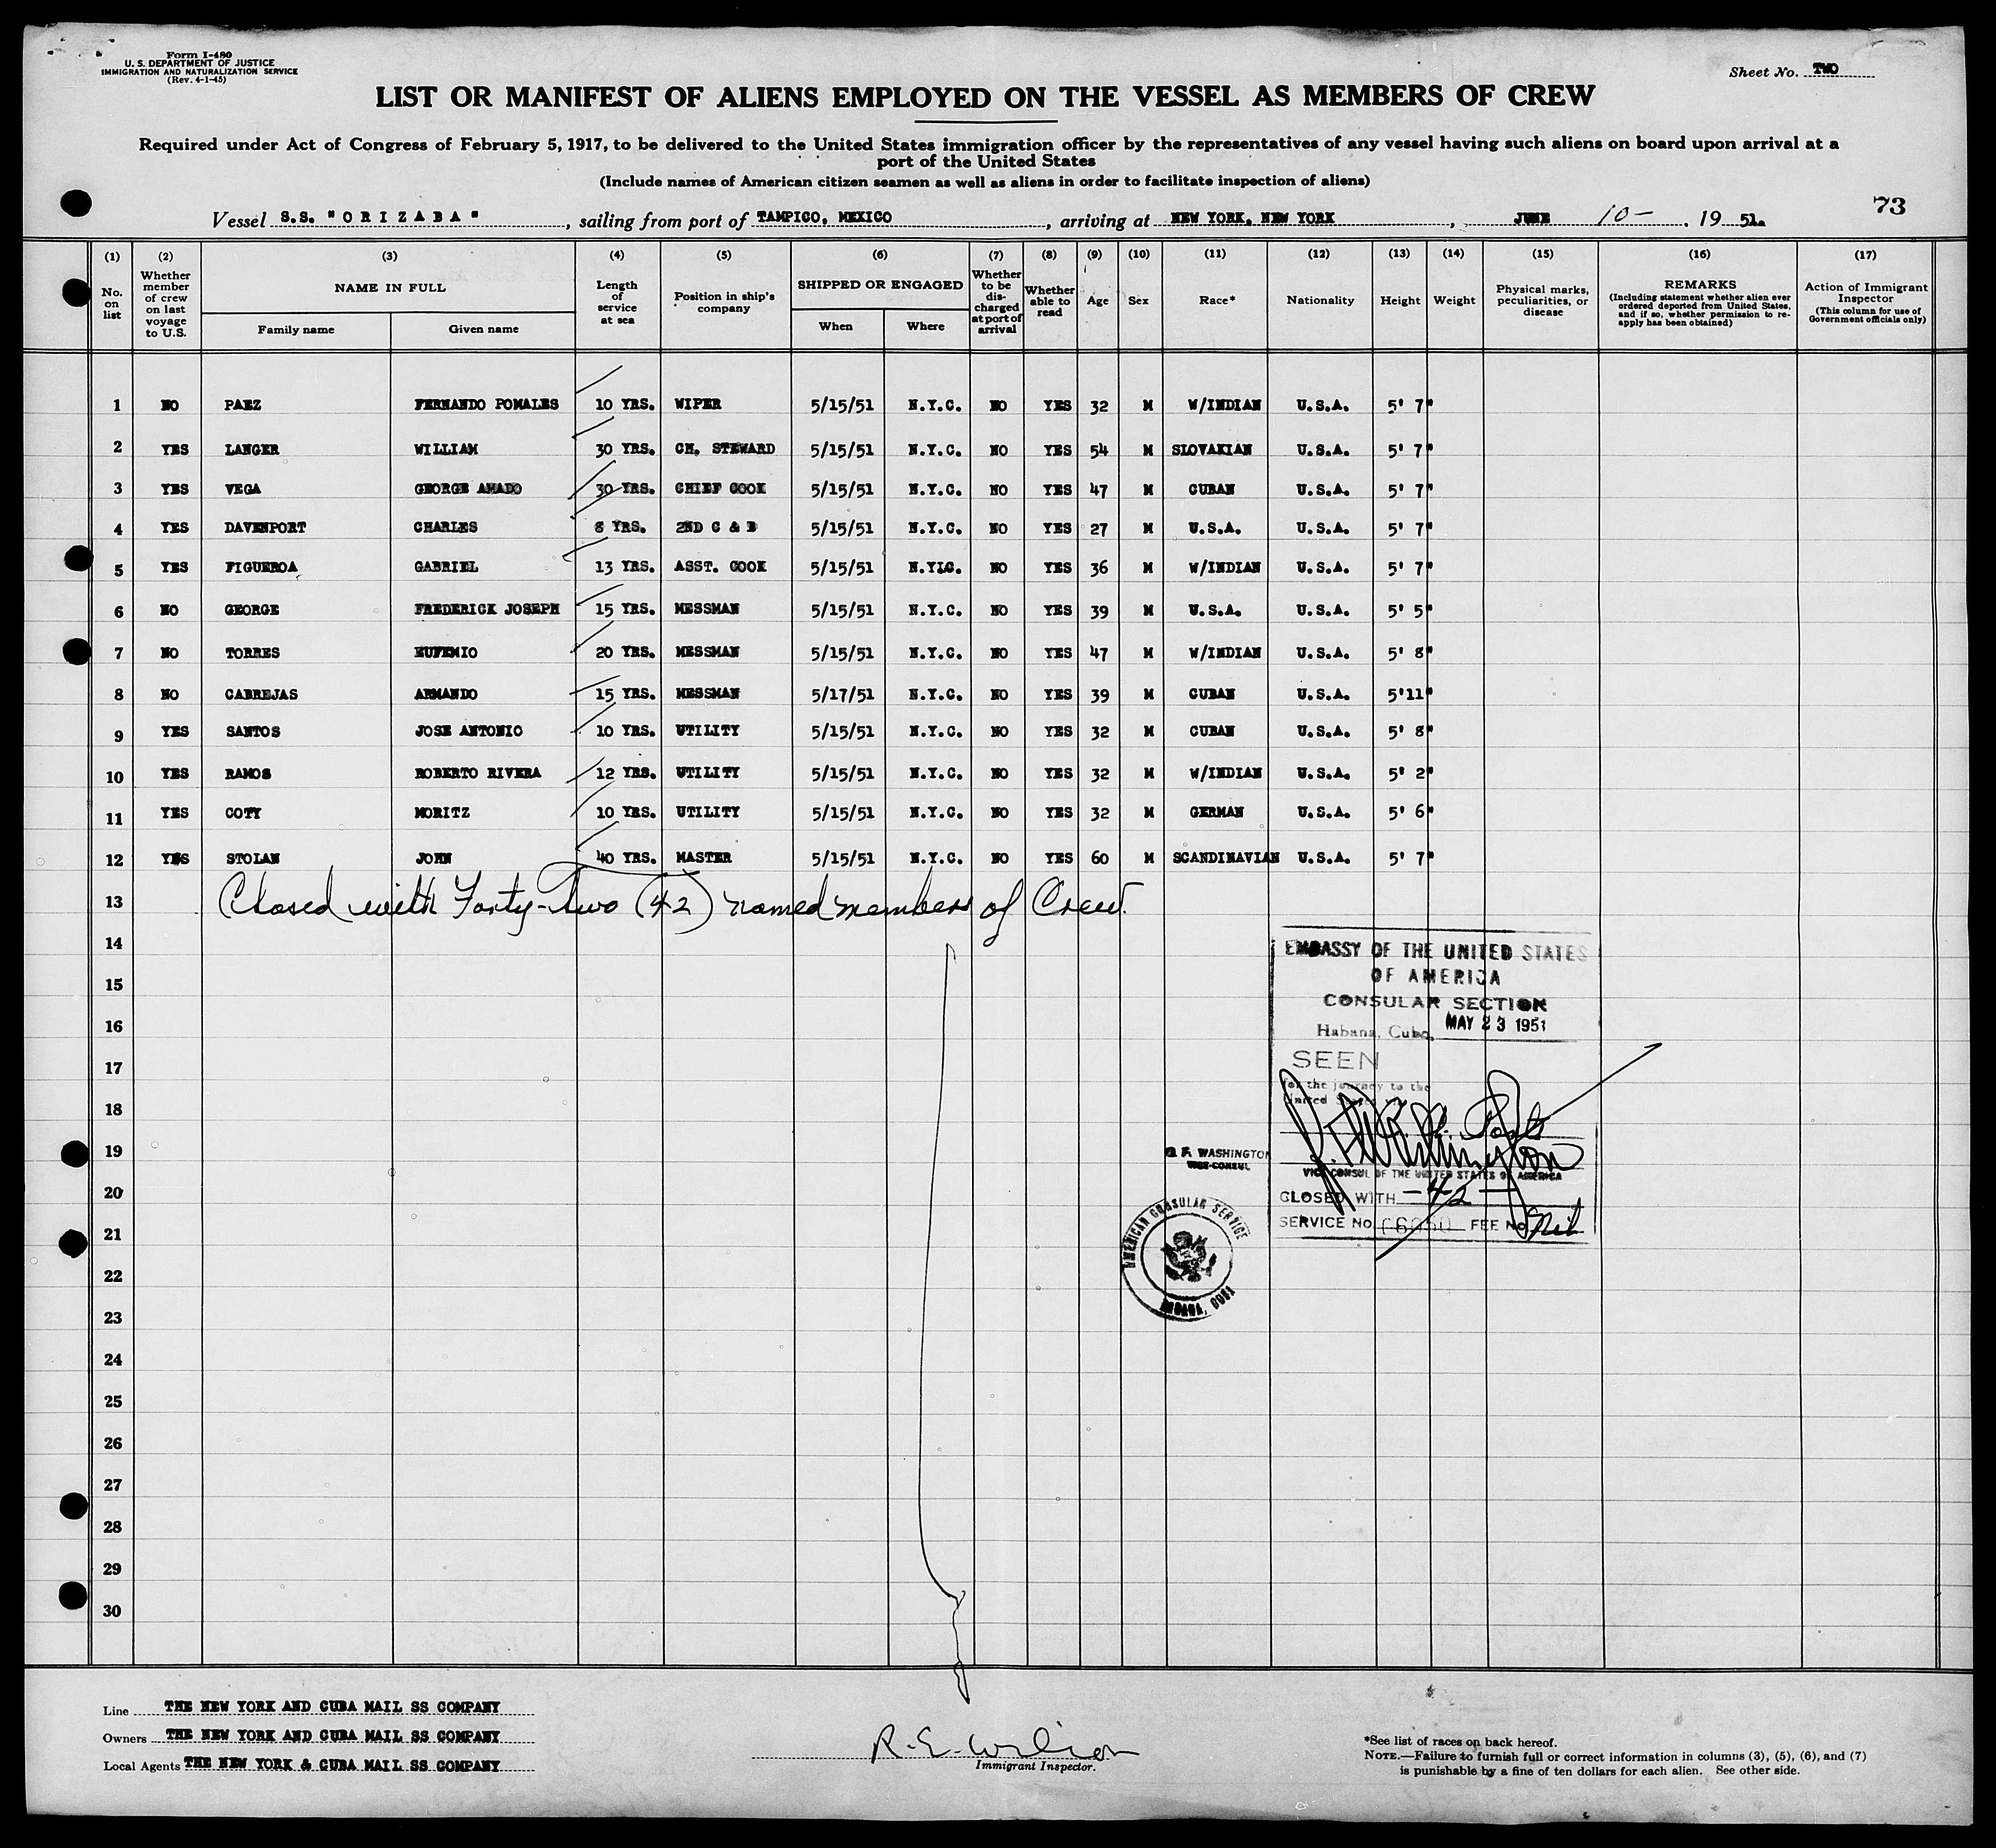 Form I-480
U. S. DEPARTMENT OF JUSTICE
IMMIGRATION AND NATURALIZATION SERVICE
(Rev. 4-1-45)
Sheet No. TWO
LIST OR MANIFEST OF ALIENS EMPLOYED ON THE VESSEL AS MEMBERS OF CREW
Required under Act of Congress of February 5, 1917, to be delivered to the United States immigration officer by the representatives of any vessel having such aliens on board upon arrival at a
port of the United States
(Include names of American citizen seamen as well as aliens in order to facilitate inspection of aliens)
73
Vessel S.S. "ORIZABA", sailing from port of TAMPICO, MEXICO, arriving at NEW YORK, NEW YORK, JUNE 10-, 19 51.
(1) No. on list
(2) Whether member of crew on last voyage to U.S.
(3) NAME IN FULL Family name Given name
(4) Length of service at sea
(5) Position in ship's company
(6) SHIPPED OR ENGAGED When Where
(7) Whether to be discharged at port of arrival
(8) Whether able to read
(9) Age
(10) Sex
(11) Race*
(12) Nationality
(13) Height
(14) Weight
(15) Physical marks, peculiarities, or disease
(16) REMARKS (Including statement whether alien ever ordered deported from United States, and if so, whether permission to re-apply has been obtained)
(17) Action of Immigrant Inspector (This column for use of Government officials only)
1 NO PAEZ FERNANDO POMALES 10 YRS. WIPER 5/15/51 N.Y.C. NO YES 32 M W/INDIAN U.S.A. 5' 7"
2 YES LANGER WILLIAM 30 YRS. CH. STEWARD 5/15/51 N.Y.C. NO YES 54 M SLOVAKIAN U.S.A. 5' 7"
3 YES VEGA GEORGE AMADO 30 YRS. CHIEF COOK 5/15/51 N.Y.C. NO YES 47 M CUBAN U.S.A. 5' 7"
4 YES DAVENPORT CHARLES 8 YRS. 2ND C & B 5/15/51 N.Y.C. NO YES 27 M U.S.A. U.S.A. 5' 7"
5 YES FIGUEROA GABRIEL 13 YRS. ASST. COOK 5/15/51 N.YIC. NO YES 36 M W/INDIAN U.S.A. 5' 7"
6 NO GEORGE FREDERICK JOSEPH 15 YRS. MESSMAN 5/15/51 N.Y.C. NO YES 39 M U.S.A. U.S.A. 5' 5"
7 NO TORRES EUFEMIO 20 YRS. MESSMAN 5/15/51 N.Y.C. NO YES 47 M W/INDIAN U.S.A. 5' 8"
8 NO CABREJAS ARMANDO 15 YRS. MESSMAN 5/17/51 N.Y.C. NO YES 39 M CUBAN U.S.A. 5'11"
9 YES SANTOS JOSE ANTONIO 10 YRS. UTILITY 5/15/51 N.Y.C. NO YES 32 M CUBAN U.S.A. 5' 8"
10 YES RAMOS ROBERTO RIVERA 12 YRS. UTILITY 5/15/51 N.Y.C. NO YES 32 M W/INDIAN U.S.A. 5' 2"
11 YES COTY MORITZ 10 YRS. UTILITY 5/15/51 N.Y.C. NO YES 32 M GERMAN U.S.A. 5' 6"
12 YES STOLAN JOHN 40 YRS. MASTER 5/15/51 N.Y.C. NO YES 60 M SCANDINAVIAN U.S.A. 5' 7"
13 Closed with Forty-Two (42) named members of Crew.
14
15
16
17
18
19
20
21
22
23
24
25
26
27
28
29
30
EMBASSY OF THE UNITED STATES
OF AMERICA
CONSULAR SECTION
Habana, Cuba, MAY 23 1951
SEEN
for the journey to the
United States
F. WASHINGTON
VICE-CONSUL
VICE CONSUL OF THE UNITED STATES OF AMERICA
CLOSED WITH -42-
SERVICE No. FEE No. Nil
AMERICAN CONSULAR SERVICE
HABANA, CUBA
Line THE NEW YORK AND CUBA MAIL SS COMPANY
Owners THE NEW YORK AND CUBA MAIL SS COMPANY
Local Agents THE NEW YORK & CUBA MAIL SS COMPANY
R. E. Wilson
Immigrant Inspector.
*See list of races on back hereof.
NOTE.—Failure to furnish full or correct information in columns (3), (5), (6), and (7)
is punishable by a fine of ten dollars for each alien. See other side.